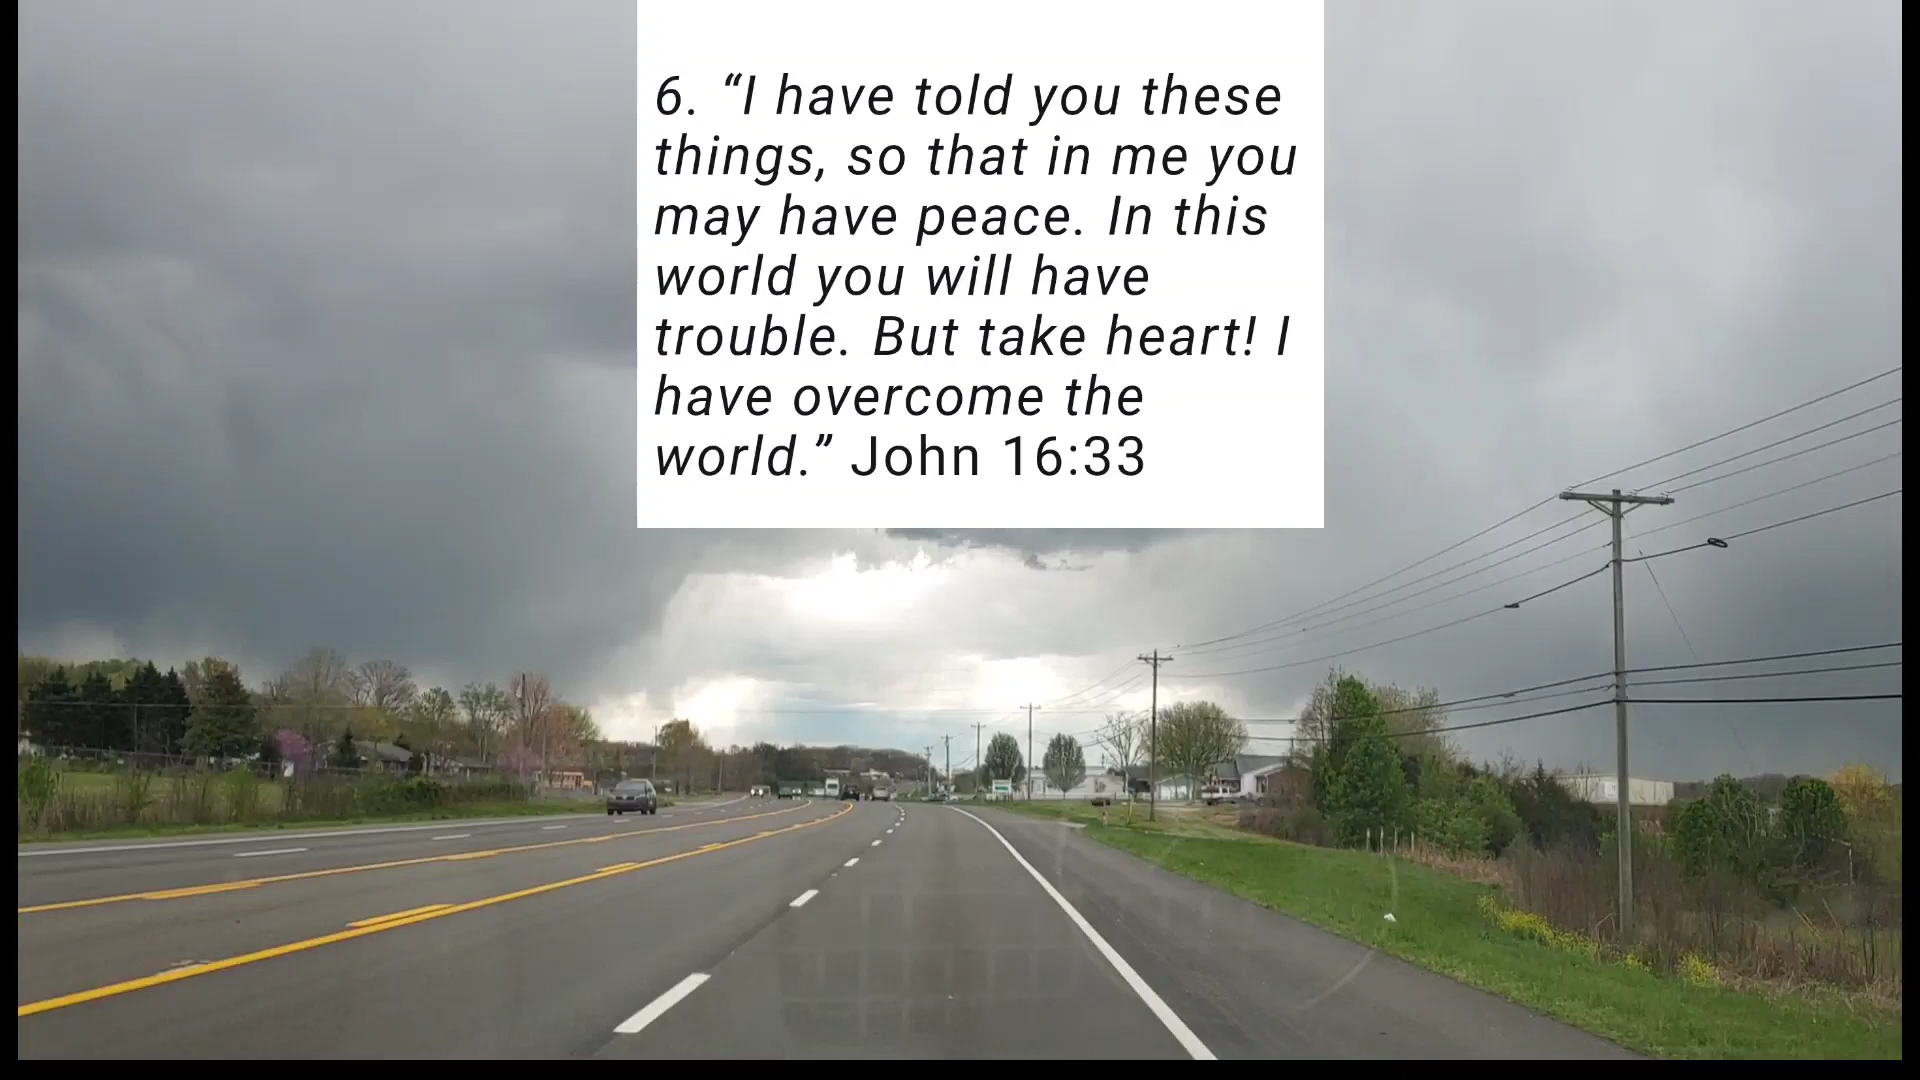 6. “I have told you these
things, so that in me you
may have peace. In this
world you will have
trouble. But take heart! I
have overcome the
world.” John 16:33